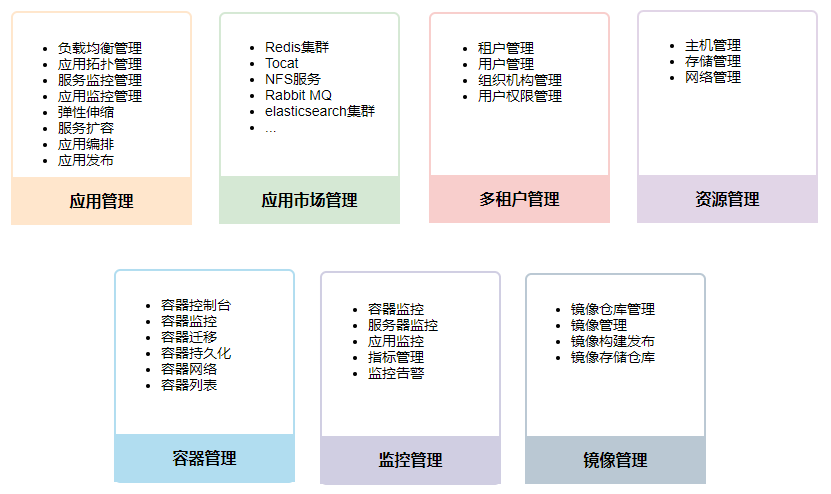 负载均衡管理
应用拓扑管理
服务监控管理
应用监控管理
弹性伸缩
服务扩容
应用编排
应用发布
应用管理
Redis集群
Tocat
NFS服务
Rabbit MQ
elasticsearch集群
...
应用市场管理
租户管理
用户管理
组织机构管理
用户权限管理
多租户管理
主机管理
存储管理
网络管理
资源管理
容器控制台
容器监控
容器迁移
容器持久化
容器网络
容器列表
容器管理
容器监控
服务器监控
应用监控
指标管理
监控告警
监控管理
镜像仓库管理
镜像管理
镜像构建发布
镜像存储仓库
镜像管理